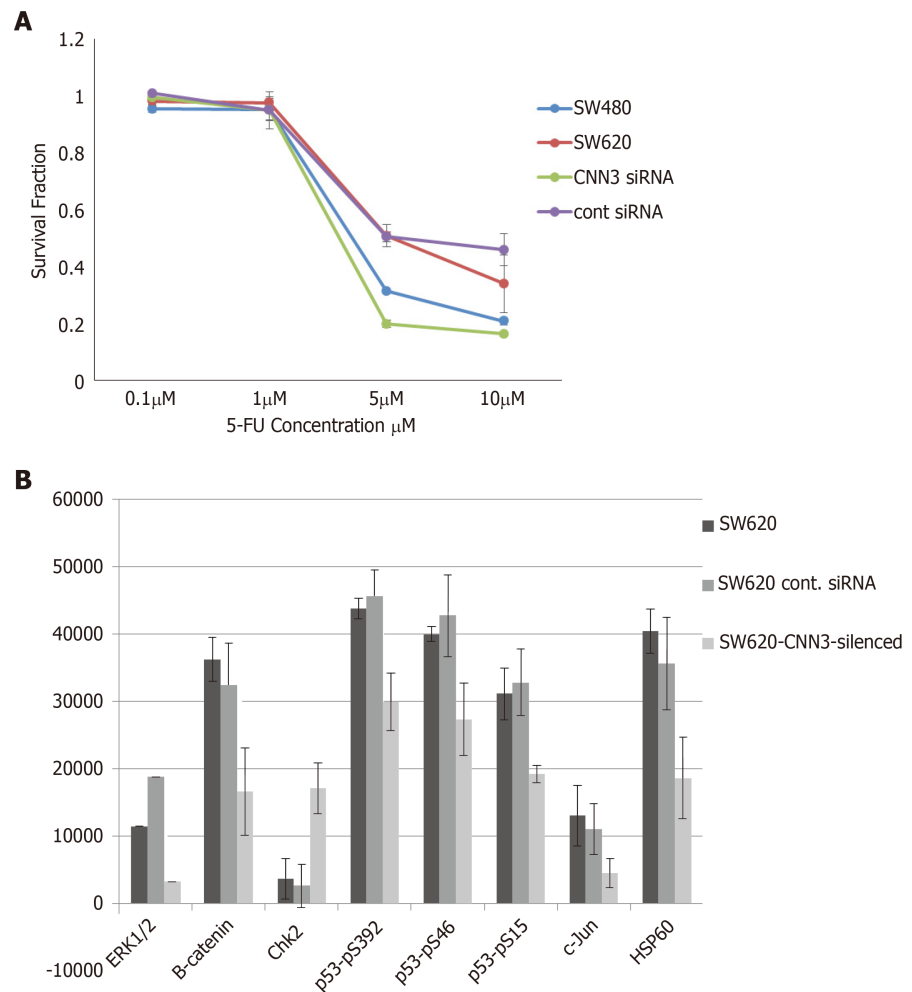 A
1.2
1
0.8
0.6
0.4
0.2
0
Survival Fraction
0.1μM
1μM
5μM
10μM
5-FU Concentration μM
SW480
SW620
CNN3 siRNA
cont siRNA
B
60000
50000
40000
30000
20000
10000
0
-10000
ERK1/2
B-catenin
Chk2
p53-pS392
p53-pS46
p53-pS15
c-Jun
HSP60
SW620
SW620 cont. siRNA
SW620-CNN3-silenced